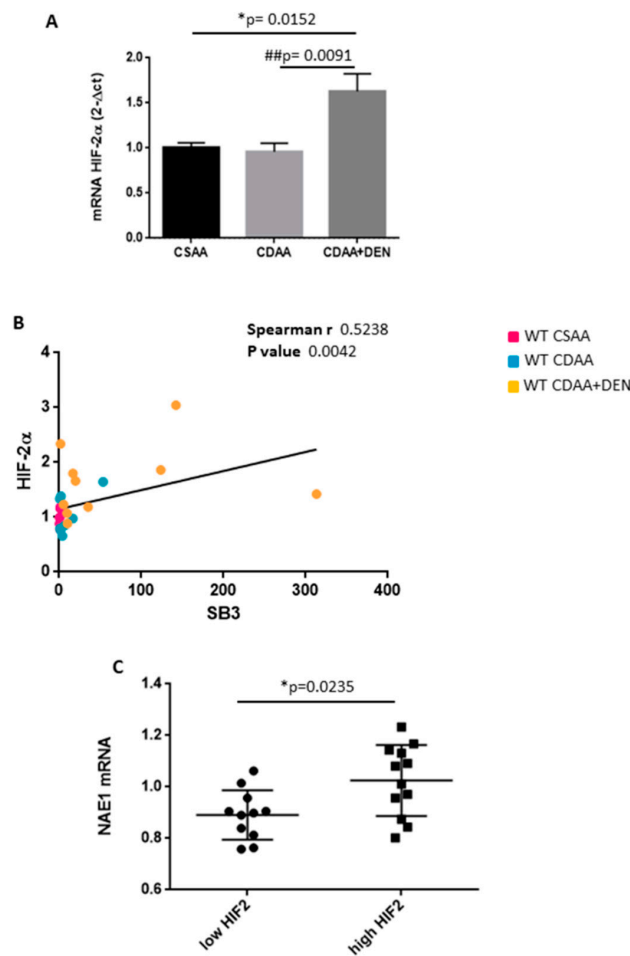 A
*p= 0.0152
##p= 0.0091
mRNA HIF-2α (2-Δct)
2.0
1.5
1.0
0.5
0.0
CSAA
CDAA
CDAA+DEN
B
Spearman r 0.5238
P value 0.0042
WT CSAA
WT CDAA
WT CDAA+DEN
HIF-2α
4
3
2
1
0
0
100
200
300
400
SB3
C
*p=0.0235
NAE1 mRNA
1.4
1.2
1.0
0.8
0.6
low HIF2
high HIF2